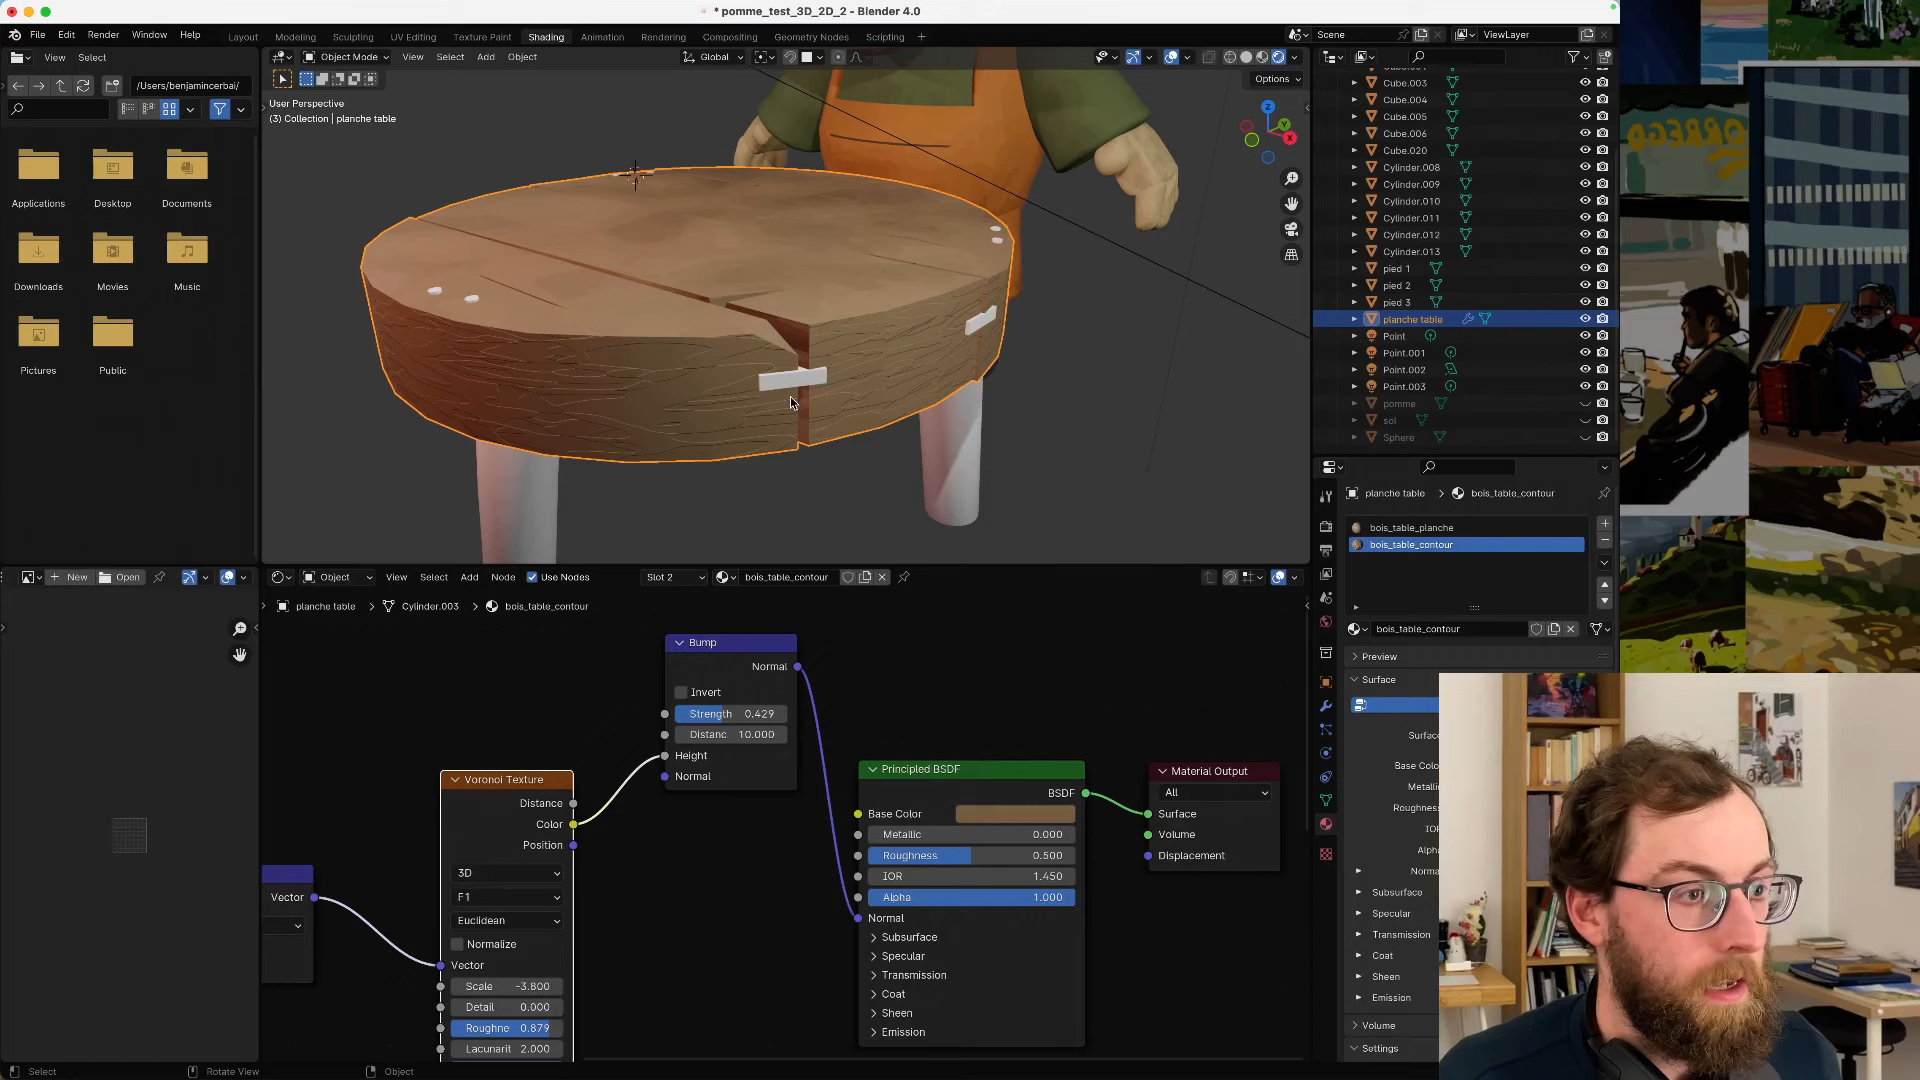 * pomme_test_3D_2D_2 - Blender 4.0
File Edit Render Window Help
Layout Modeling Sculpting UV Editing Texture Paint Shading Animation Rendering Compositing Geometry Nodes Scripting +
Scene
ViewLayer
View Select
Object Mode View Select Add Object
Global
/Users/benjamincerbai/
Options
User Perspective
(3) Collection | planche table
Z
Y
X
Applications
Desktop
Documents
Downloads
Movies
Music
Pictures
Public
Cube.003
Cube.004
Cube.005
Cube.006
Cube.020
Cylinder.008
Cylinder.009
Cylinder.010
Cylinder.011
Cylinder.012
Cylinder.013
pied 1
pied 2
pied 3
planche table
Point
Point.001
Point.002
Point.003
pomme
sol
Sphere
planche table > bois_table_contour
bois_table_planche
bois_table_contour
bois_table_contour
Preview
Surface
Surface
Base Color
Metallic
Roughness
IOR
Alpha
Normal
Subsurface
Specular
Transmission
Coat
Sheen
Emission
Volume
Settings
+ New Open
Object View Select Add Node Use Nodes
Slot 2
bois_table_contour
planche table > Cylinder.003 > bois_table_contour
Bump
Normal
Invert
Strength 0.429
Distanc 10.000
Height
Normal
Voronoi Texture
Distance
Color
Position
3D
F1
Euclidean
Normalize
Vector
Scale -3.800
Detail 0.000
Roughne 0.879
Lacunarit 2.000
Vector
Principled BSDF
BSDF
Base Color
Metallic 0.000
Roughness 0.500
IOR 1.450
Alpha 1.000
Normal
Subsurface
Specular
Transmission
Coat
Sheen
Emission
Material Output
All
Surface
Volume
Displacement
Select
Rotate View
Object